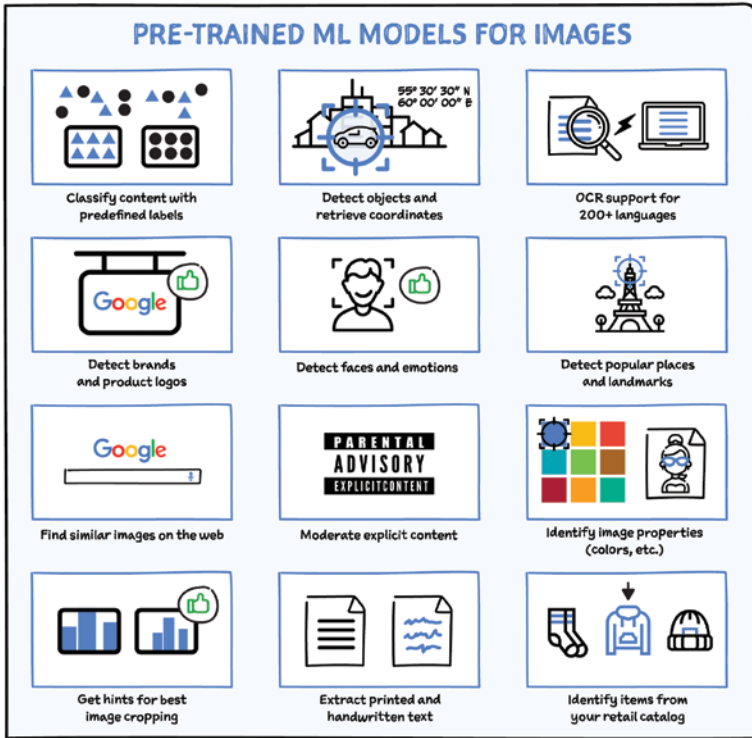 PRE-TRAINED ML MODELS FOR IMAGES
55° 30′ 30″ N
60° 00′ 00″ E
Classify content with
predefined labels
Detect objects and
retrieve coordinates
OCR support for
200+ languages
Google
Detect brands
and product logos
Detect faces and emotions
Detect popular places
and landmarks
Google
Find similar images on the web
PARENTAL
ADVISORY
EXPLICITCONTENT
Moderate explicit content
Identify image properties
(colors, etc.)
Get hints for best
image cropping
Extract printed and
handwritten text
Identify items from
your retail catalog